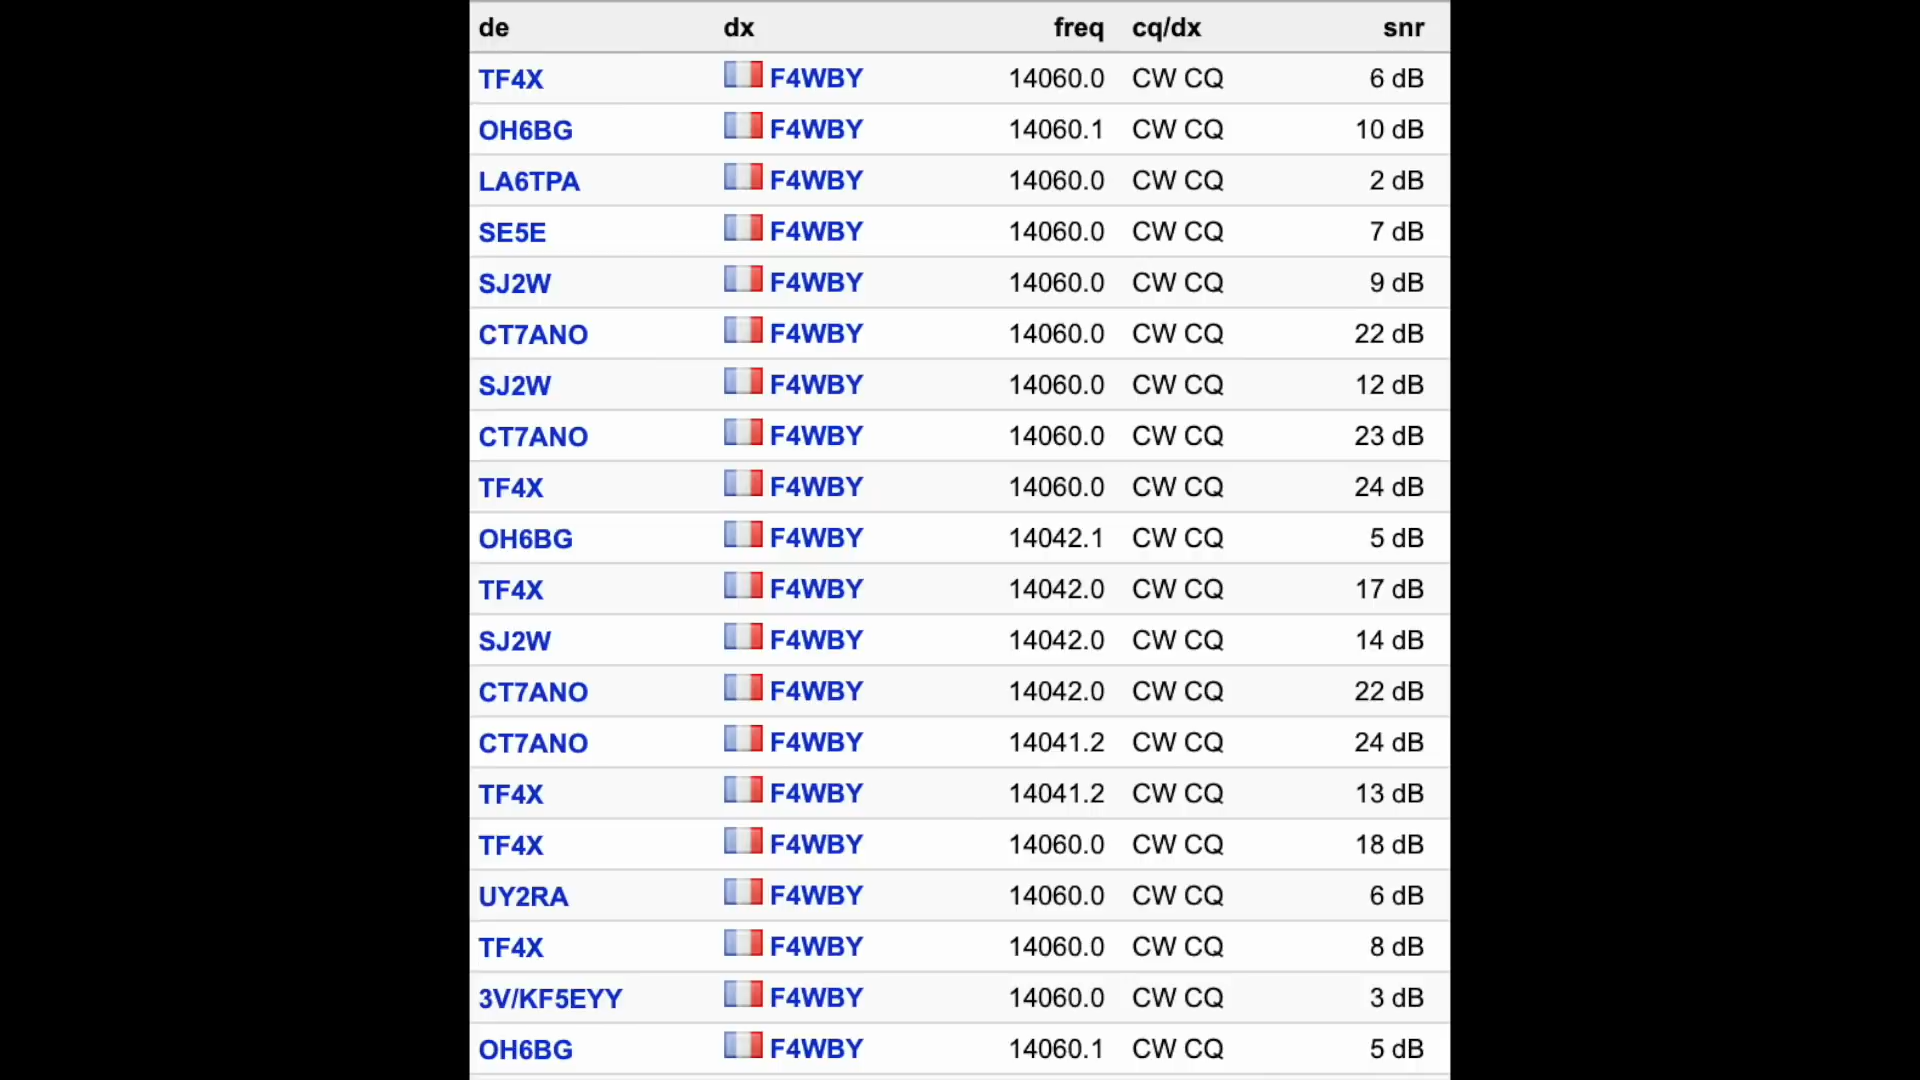 de dx freq cq/dx snr
TF4X F4WBY 14060.0 CW CQ 6 dB
OH6BG F4WBY 14060.1 CW CQ 10 dB
LA6TPA F4WBY 14060.0 CW CQ 2 dB
SE5E F4WBY 14060.0 CW CQ 7 dB
SJ2W F4WBY 14060.0 CW CQ 9 dB
CT7ANO F4WBY 14060.0 CW CQ 22 dB
SJ2W F4WBY 14060.0 CW CQ 12 dB
CT7ANO F4WBY 14060.0 CW CQ 23 dB
TF4X F4WBY 14060.0 CW CQ 24 dB
OH6BG F4WBY 14042.1 CW CQ 5 dB
TF4X F4WBY 14042.0 CW CQ 17 dB
SJ2W F4WBY 14042.0 CW CQ 14 dB
CT7ANO F4WBY 14042.0 CW CQ 22 dB
CT7ANO F4WBY 14041.2 CW CQ 24 dB
TF4X F4WBY 14041.2 CW CQ 13 dB
TF4X F4WBY 14060.0 CW CQ 18 dB
UY2RA F4WBY 14060.0 CW CQ 6 dB
TF4X F4WBY 14060.0 CW CQ 8 dB
3V/KF5EYY F4WBY 14060.0 CW CQ 3 dB
OH6BG F4WBY 14060.1 CW CQ 5 dB